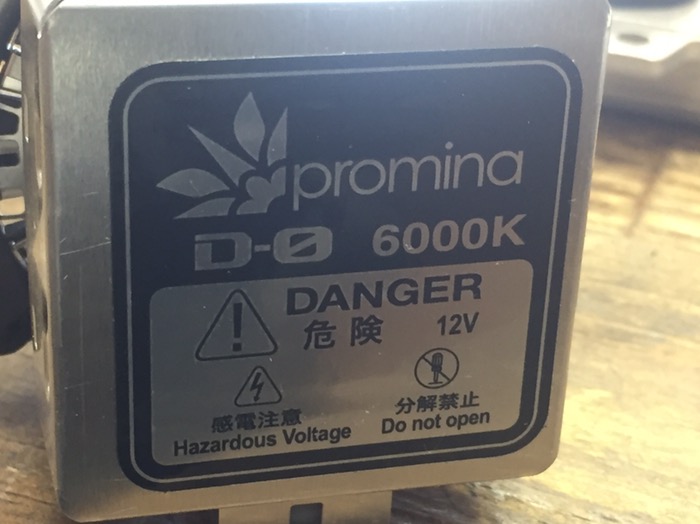 promina
D-0 6000K
DANGER
危険 12V
感電注意
Hazardous Voltage
分解禁止
Do not open